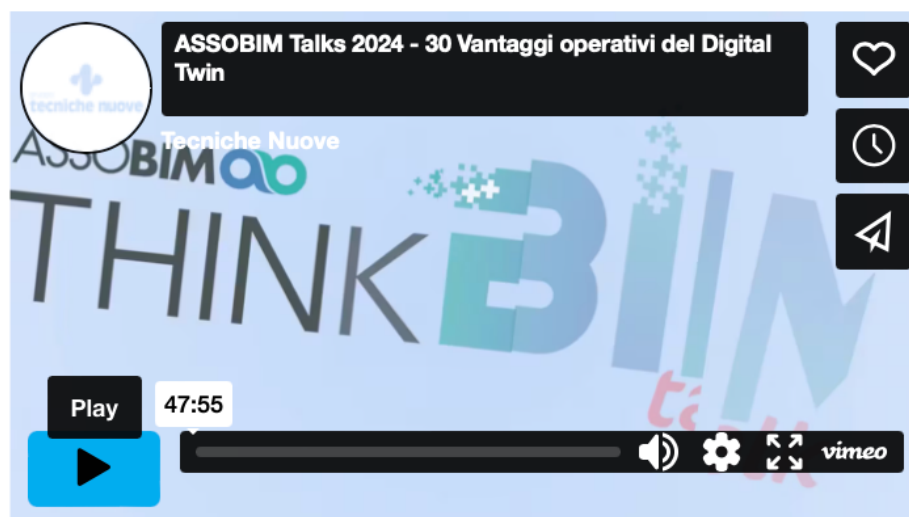 ASSOBIM Talks 2024 - 30 Vantaggi operativi del Digital
Twin
tecniche nuove
Tecniche Nuove
ASSOBIM
THINK BIM
talk
Play
47:55
vimeo